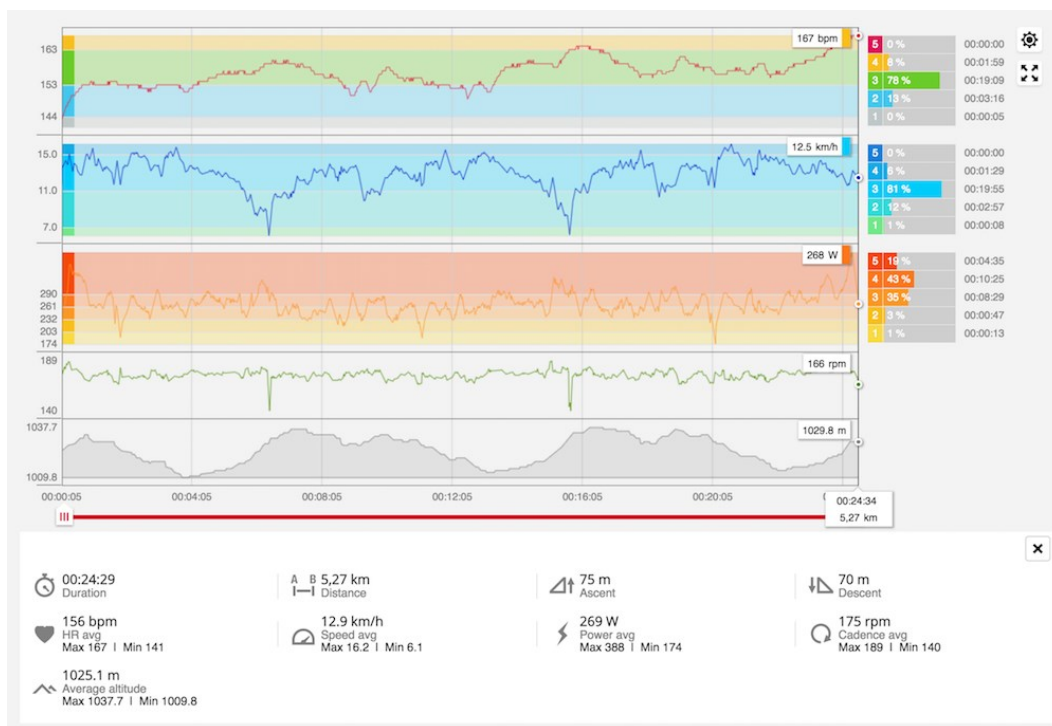 163
153
144
167 bpm
5 0 % 00:00:00
4 8 % 00:01:59
3 78 % 00:19:09
2 13 % 00:03:16
1 0 % 00:00:05
15.0
11.0
7.0
12.5 km/h
5 0 % 00:00:00
4 6 % 00:01:29
3 81 % 00:19:55
2 12 % 00:02:57
1 1 % 00:00:08
290
261
232
203
174
268 W
5 19 % 00:04:35
4 43 % 00:10:25
3 35 % 00:08:29
2 3 % 00:00:47
1 1 % 00:00:13
189
140
166 rpm
1037.7
1009.8
1029.8 m
00:00:05 00:04:05 00:08:05 00:12:05 00:16:05 00:20:05
00:24:34
5,27 km
00:24:29
Duration
5,27 km
Distance
75 m
Ascent
70 m
Descent
A B
156 bpm
HR avg
Max 167 | Min 141
12.9 km/h
Speed avg
Max 16.2 | Min 6.1
269 W
Power avg
Max 388 | Min 174
175 rpm
Cadence avg
Max 189 | Min 140
1025.1 m
Average altitude
Max 1037.7 | Min 1009.8